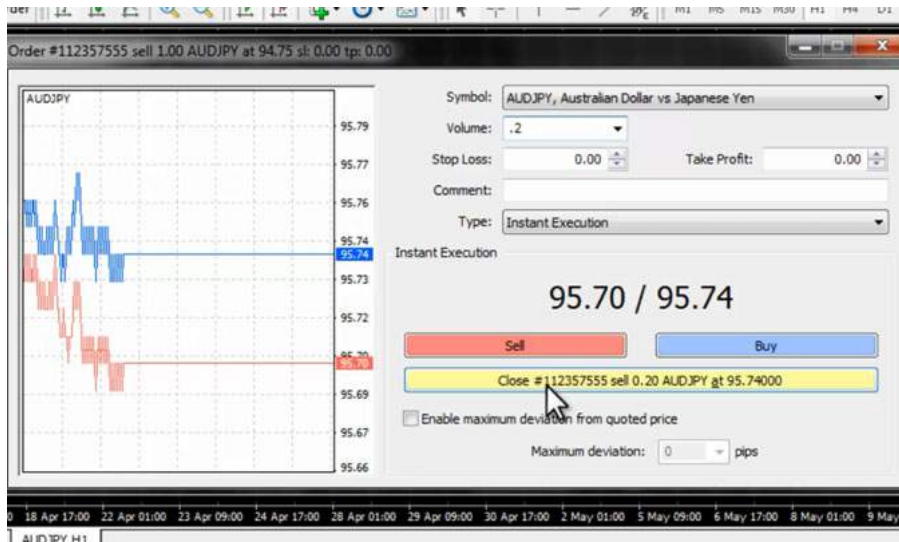 der M1 M5 M15 M30 H1 H4 D1
Order #112357555 sell 1.00 AUDJPY at 94.75 sl: 0.00 tp: 0.00
AUDJPY
95.79
95.77
95.76
95.74
95.74
95.73
95.72
95.70
95.70
95.69
95.67
95.66
Symbol: AUDJPY, Australian Dollar vs Japanese Yen
Volume: .2
Stop Loss: 0.00 Take Profit: 0.00
Comment:
Type: Instant Execution
Instant Execution
95.70 / 95.74
Sell Buy
Close #112357555 sell 0.20 AUDJPY at 95.74000
Enable maximum deviation from quoted price
Maximum deviation: 0 pips
0 18 Apr 17:00 22 Apr 01:00 23 Apr 09:00 24 Apr 17:00 28 Apr 01:00 29 Apr 09:00 30 Apr 17:00 2 May 01:00 5 May 09:00 6 May 17:00 8 May 01:00 9 May
AUDJPY H1